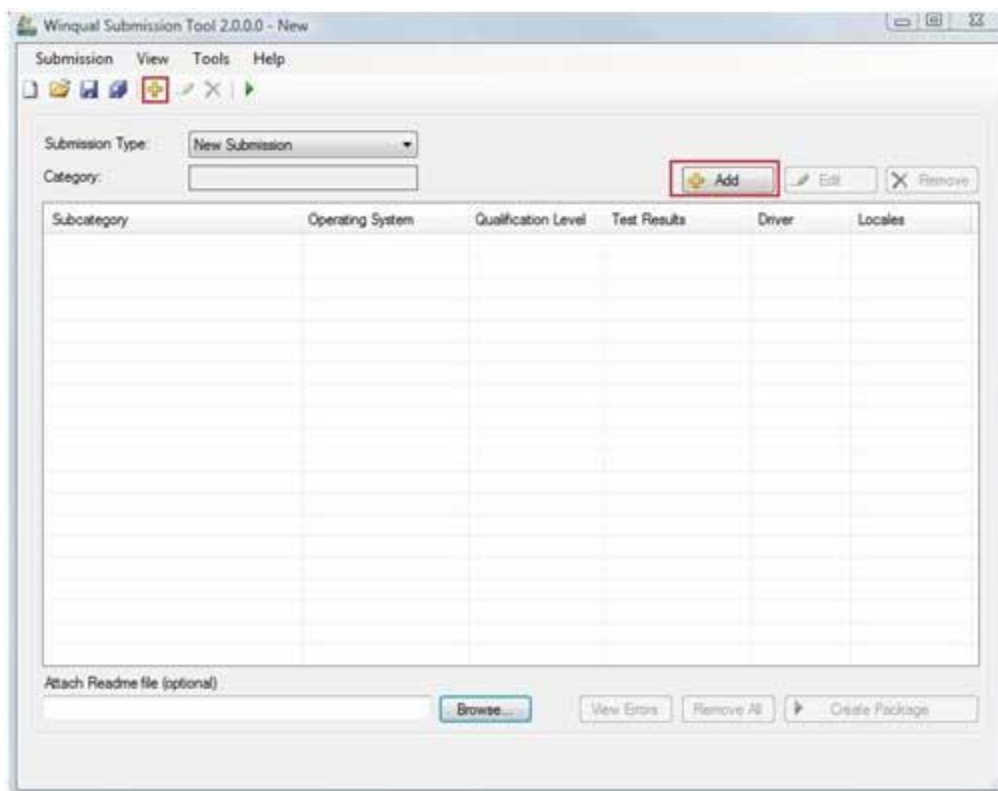 Winqual Submission Tool 2.0.0.0 - New
Submission View Tools Help
Submission Type: New Submission
Category:
Add Edit Remove
Subcategory Operating System Qualification Level Test Results Driver Locales
Attach Readme file (optional)
Browse... View Errors Remove All Create Package